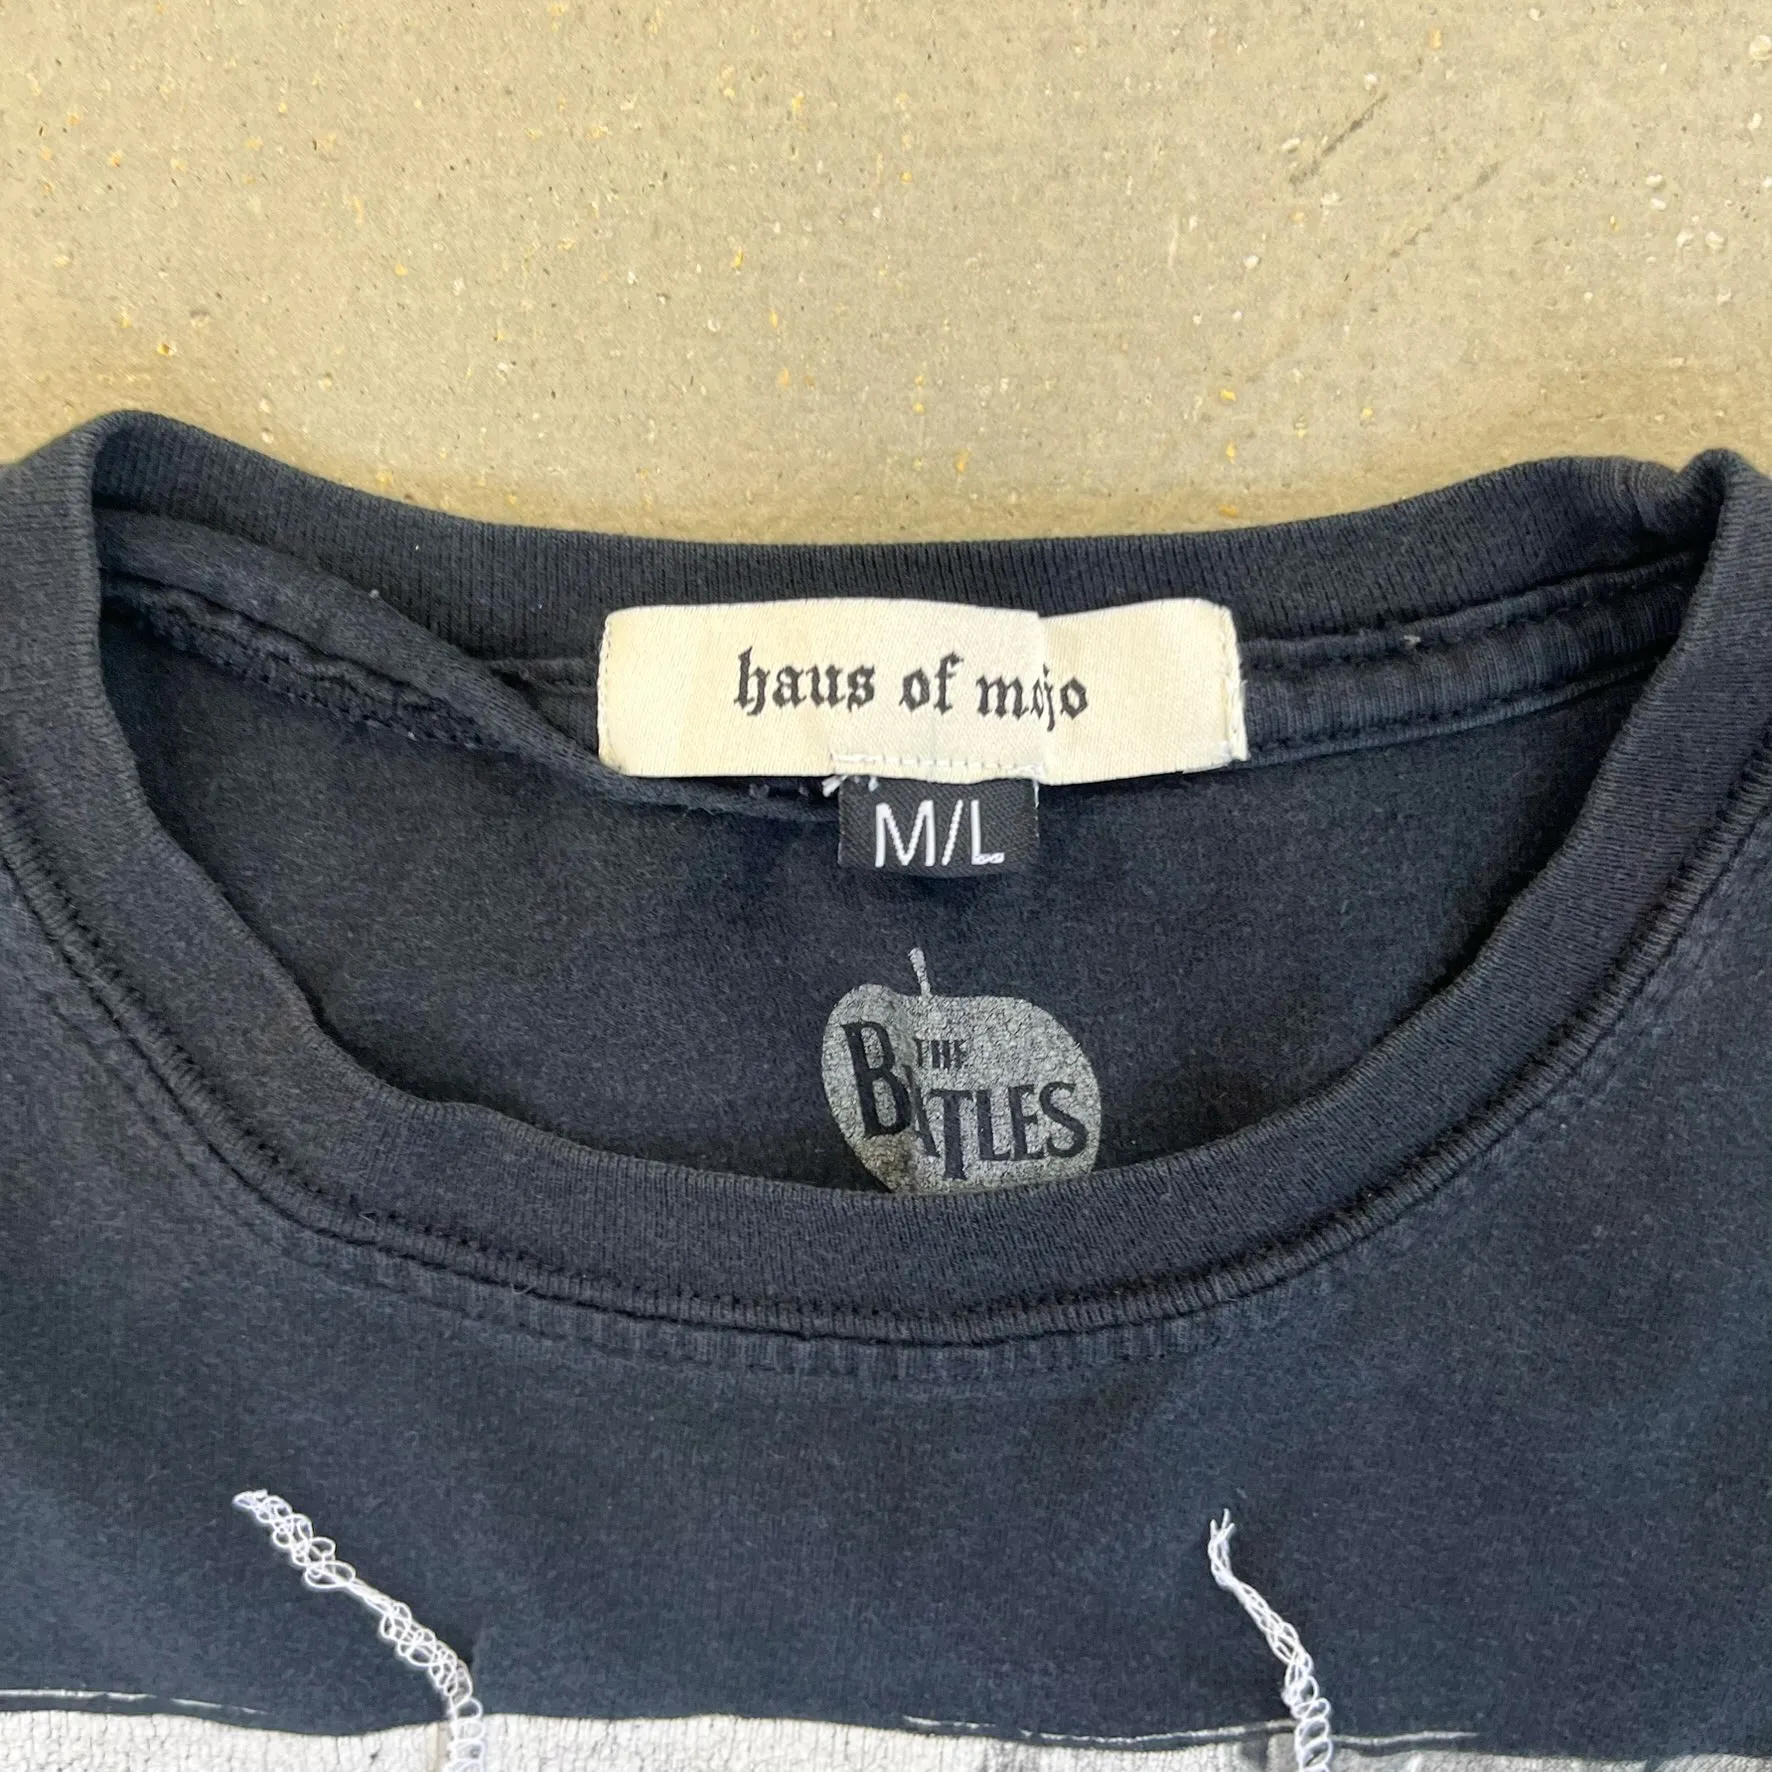 haus of mojo
M/L
THE
BEATLES